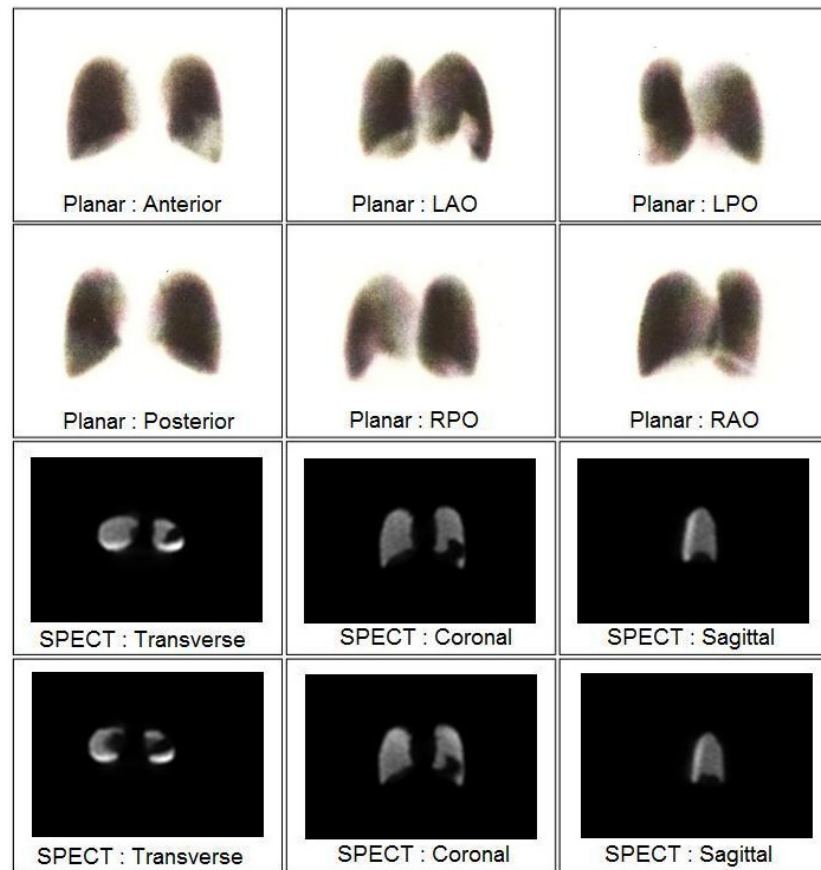 Planar : Anterior
Planar : LAO
Planar : LPO
Planar : Posterior
Planar : RPO
Planar : RAO
SPECT : Transverse
SPECT : Coronal
SPECT : Sagittal
SPECT : Transverse
SPECT : Coronal
SPECT : Sagittal